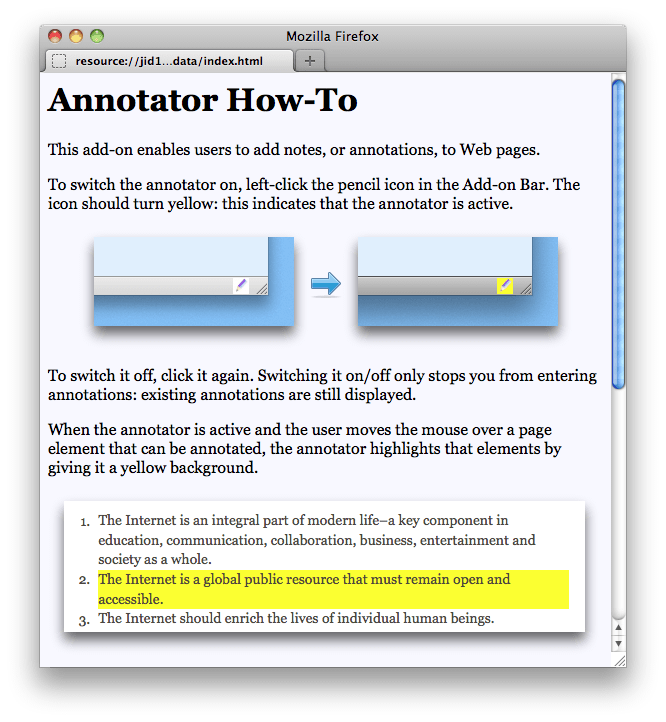 Mozilla Firefox
resource://jid1...data/index.html
Annotator How-To
This add-on enables users to add notes, or annotations, to Web pages.
To switch the annotator on, left-click the pencil icon in the Add-on Bar. The
icon should turn yellow: this indicates that the annotator is active.
To switch it off, click it again. Switching it on/off only stops you from entering
annotations: existing annotations are still displayed.
When the annotator is active and the user moves the mouse over a page
element that can be annotated, the annotator highlights that elements by
giving it a yellow background.
1. The Internet is an integral part of modern life–a key component in
education, communication, collaboration, business, entertainment and
society as a whole.
2. The Internet is a global public resource that must remain open and
accessible.
3. The Internet should enrich the lives of individual human beings.